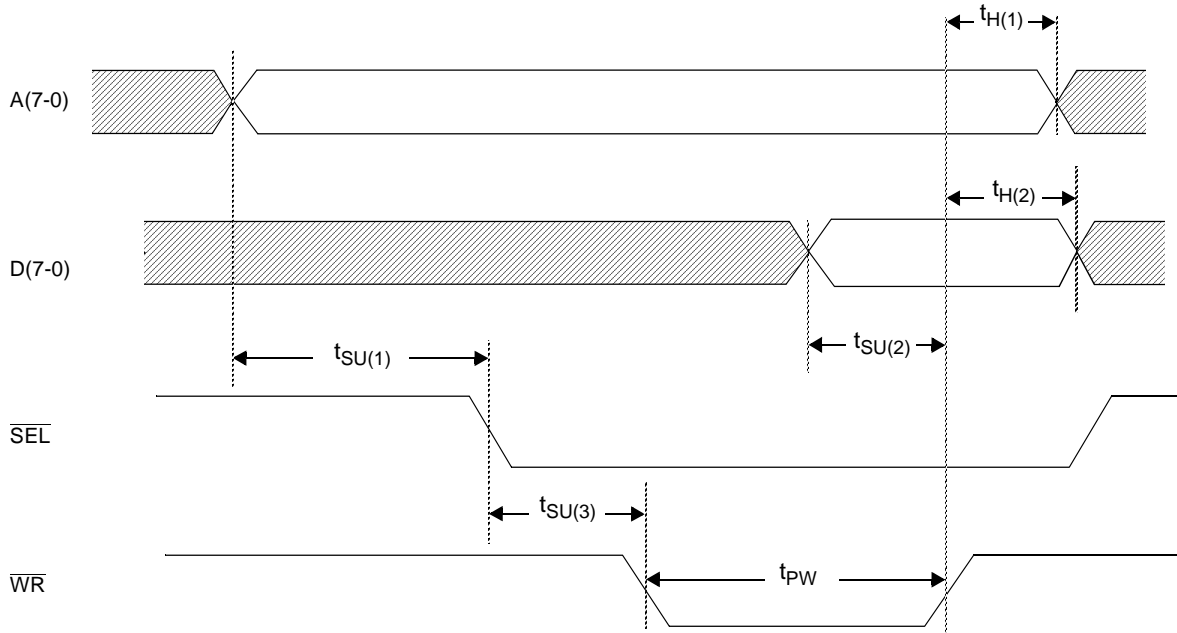 tH(1)
A(7-0)
tH(2)
D(7-0)
tSU(1)
tSU(2)
SEL
tSU(3)
tPW
WR